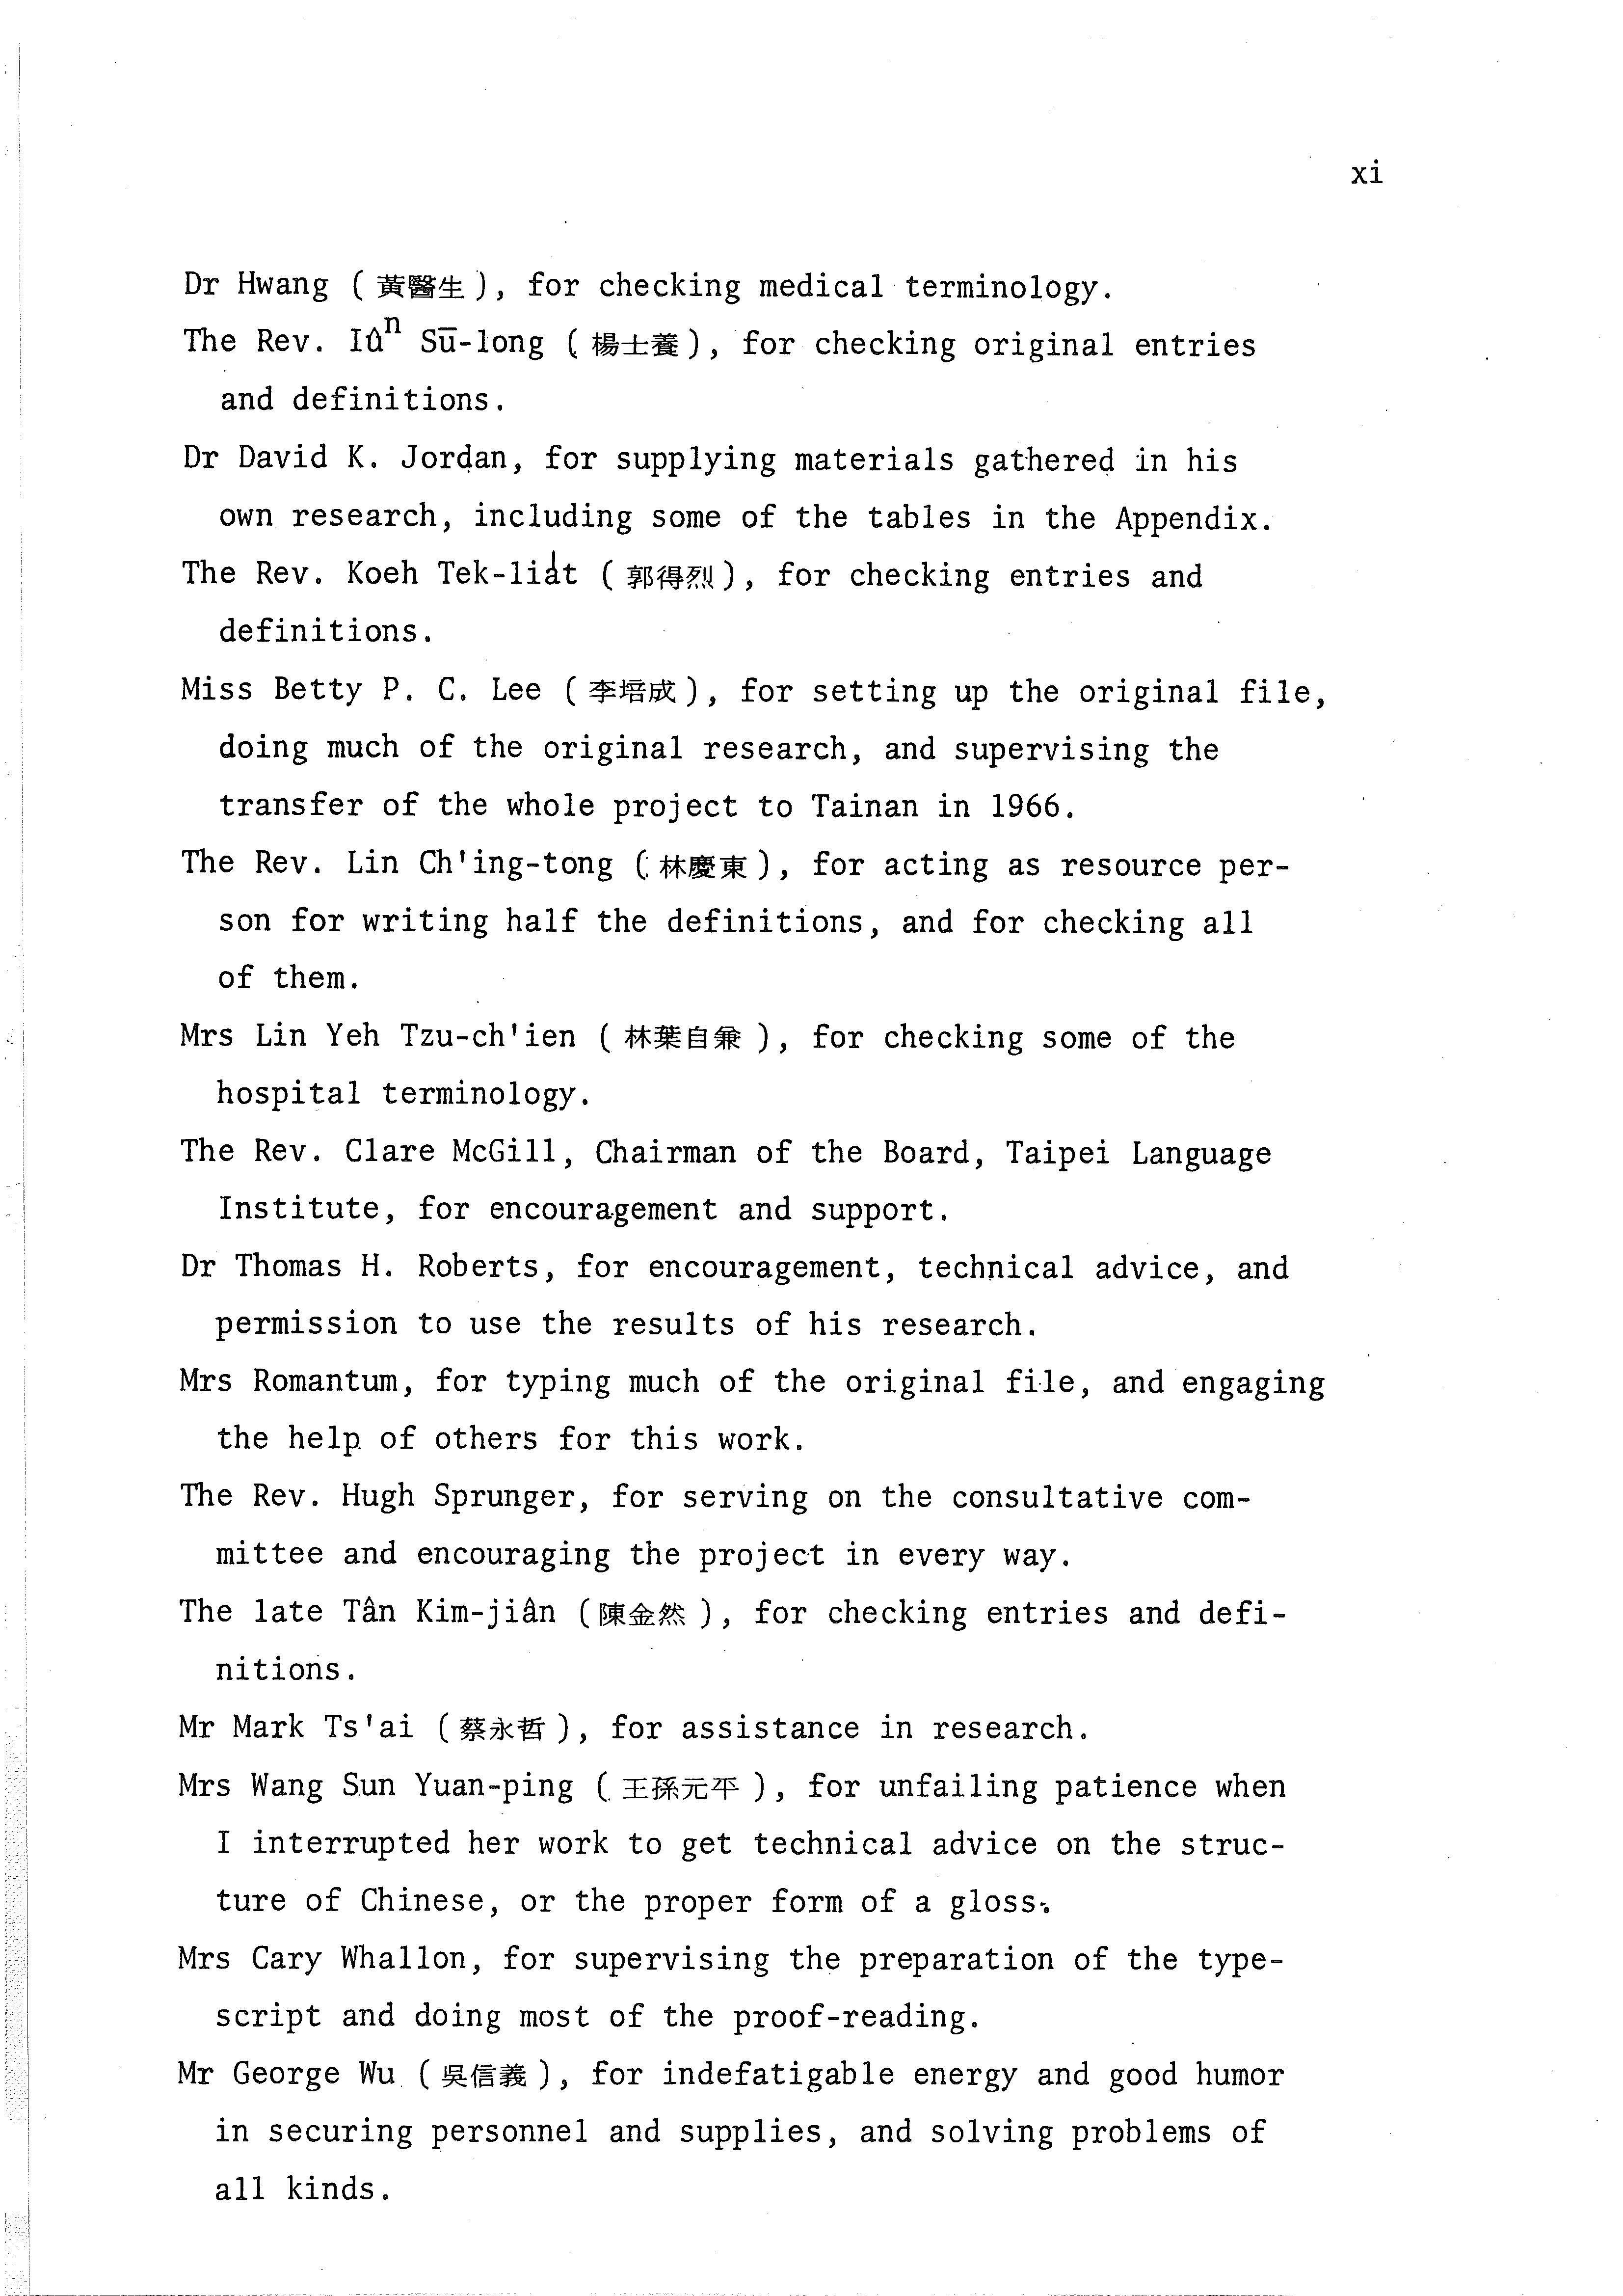 xi
Dr Hwang (黃醫生), for checking medical terminology.
The Rev. Iûⁿ Sū-long (楊士養), for checking original entries
and definitions.
Dr David K. Jordan, for supplying materials gathered in his
own research, including some of the tables in the Appendix.
The Rev. Koeh Tek-lia̍t (郭得烈), for checking entries and
definitions.
Miss Betty P. C. Lee (李培成), for setting up the original file,
doing much of the original research, and supervising the
transfer of the whole project to Tainan in 1966.
The Rev. Lin Ch'ing-tong (林慶東), for acting as resource per-
son for writing half the definitions, and for checking all
of them.
Mrs Lin Yeh Tzu-ch'ien (林葉自兼), for checking some of the
hospital terminology.
The Rev. Clare McGill, Chairman of the Board, Taipei Language
Institute, for encouragement and support.
Dr Thomas H. Roberts, for encouragement, technical advice, and
permission to use the results of his research.
Mrs Romantum, for typing much of the original file, and engaging
the help of others for this work.
The Rev. Hugh Sprunger, for serving on the consultative com-
mittee and encouraging the project in every way.
The late Tân Kim-jiân (陳金然), for checking entries and defi-
nitions.
Mr Mark Ts'ai (蔡永哲), for assistance in research.
Mrs Wang Sun Yuan-ping (王孫元平), for unfailing patience when
I interrupted her work to get technical advice on the struc-
ture of Chinese, or the proper form of a gloss.
Mrs Cary Whallon, for supervising the preparation of the type-
script and doing most of the proof-reading.
Mr George Wu (吳信義), for indefatigable energy and good humor
in securing personnel and supplies, and solving problems of
all kinds.